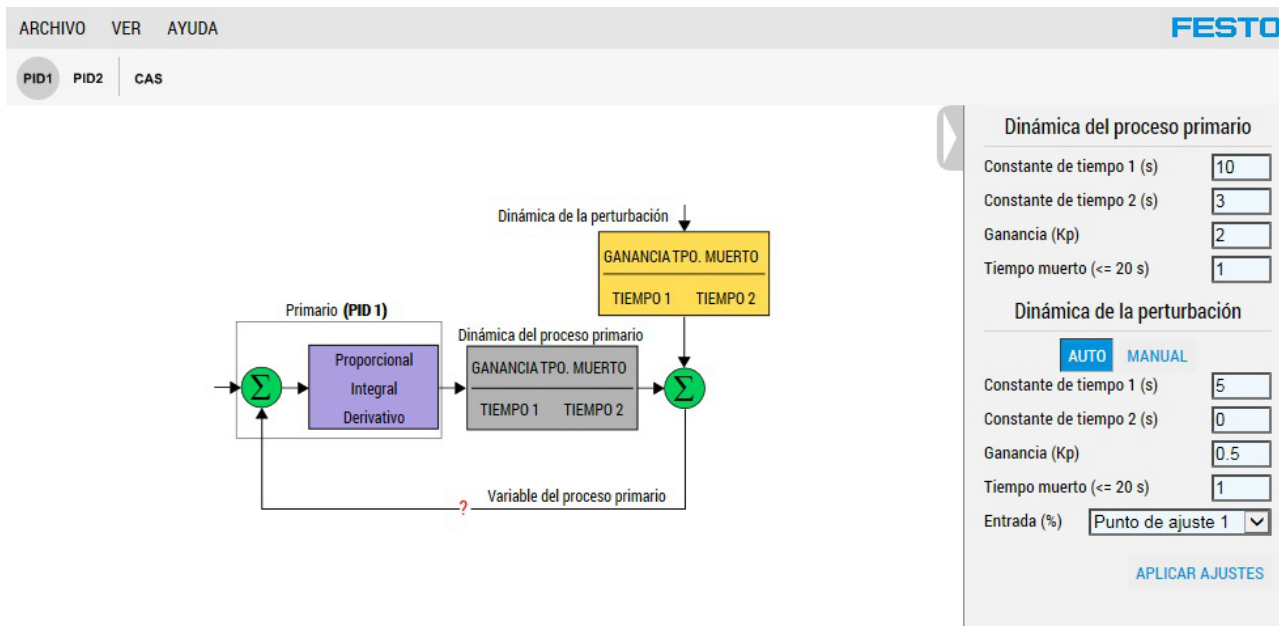 ARCHIVO VER AYUDA
FESTO
PID1 PID2 CAS
Dinámica de la perturbación
GANANCIA TPO. MUERTO
TIEMPO 1 TIEMPO 2
Primario (PID 1)
Proporcional
Integral
Derivativo
Σ
Dinámica del proceso primario
GANANCIA TPO. MUERTO
TIEMPO 1 TIEMPO 2
Σ
? Variable del proceso primario
Dinámica del proceso primario
Constante de tiempo 1 (s) 10
Constante de tiempo 2 (s) 3
Ganancia (Kp) 2
Tiempo muerto (<= 20 s) 1
Dinámica de la perturbación
AUTO MANUAL
Constante de tiempo 1 (s) 5
Constante de tiempo 2 (s) 0
Ganancia (Kp) 0.5
Tiempo muerto (<= 20 s) 1
Entrada (%) Punto de ajuste 1
APLICAR AJUSTES